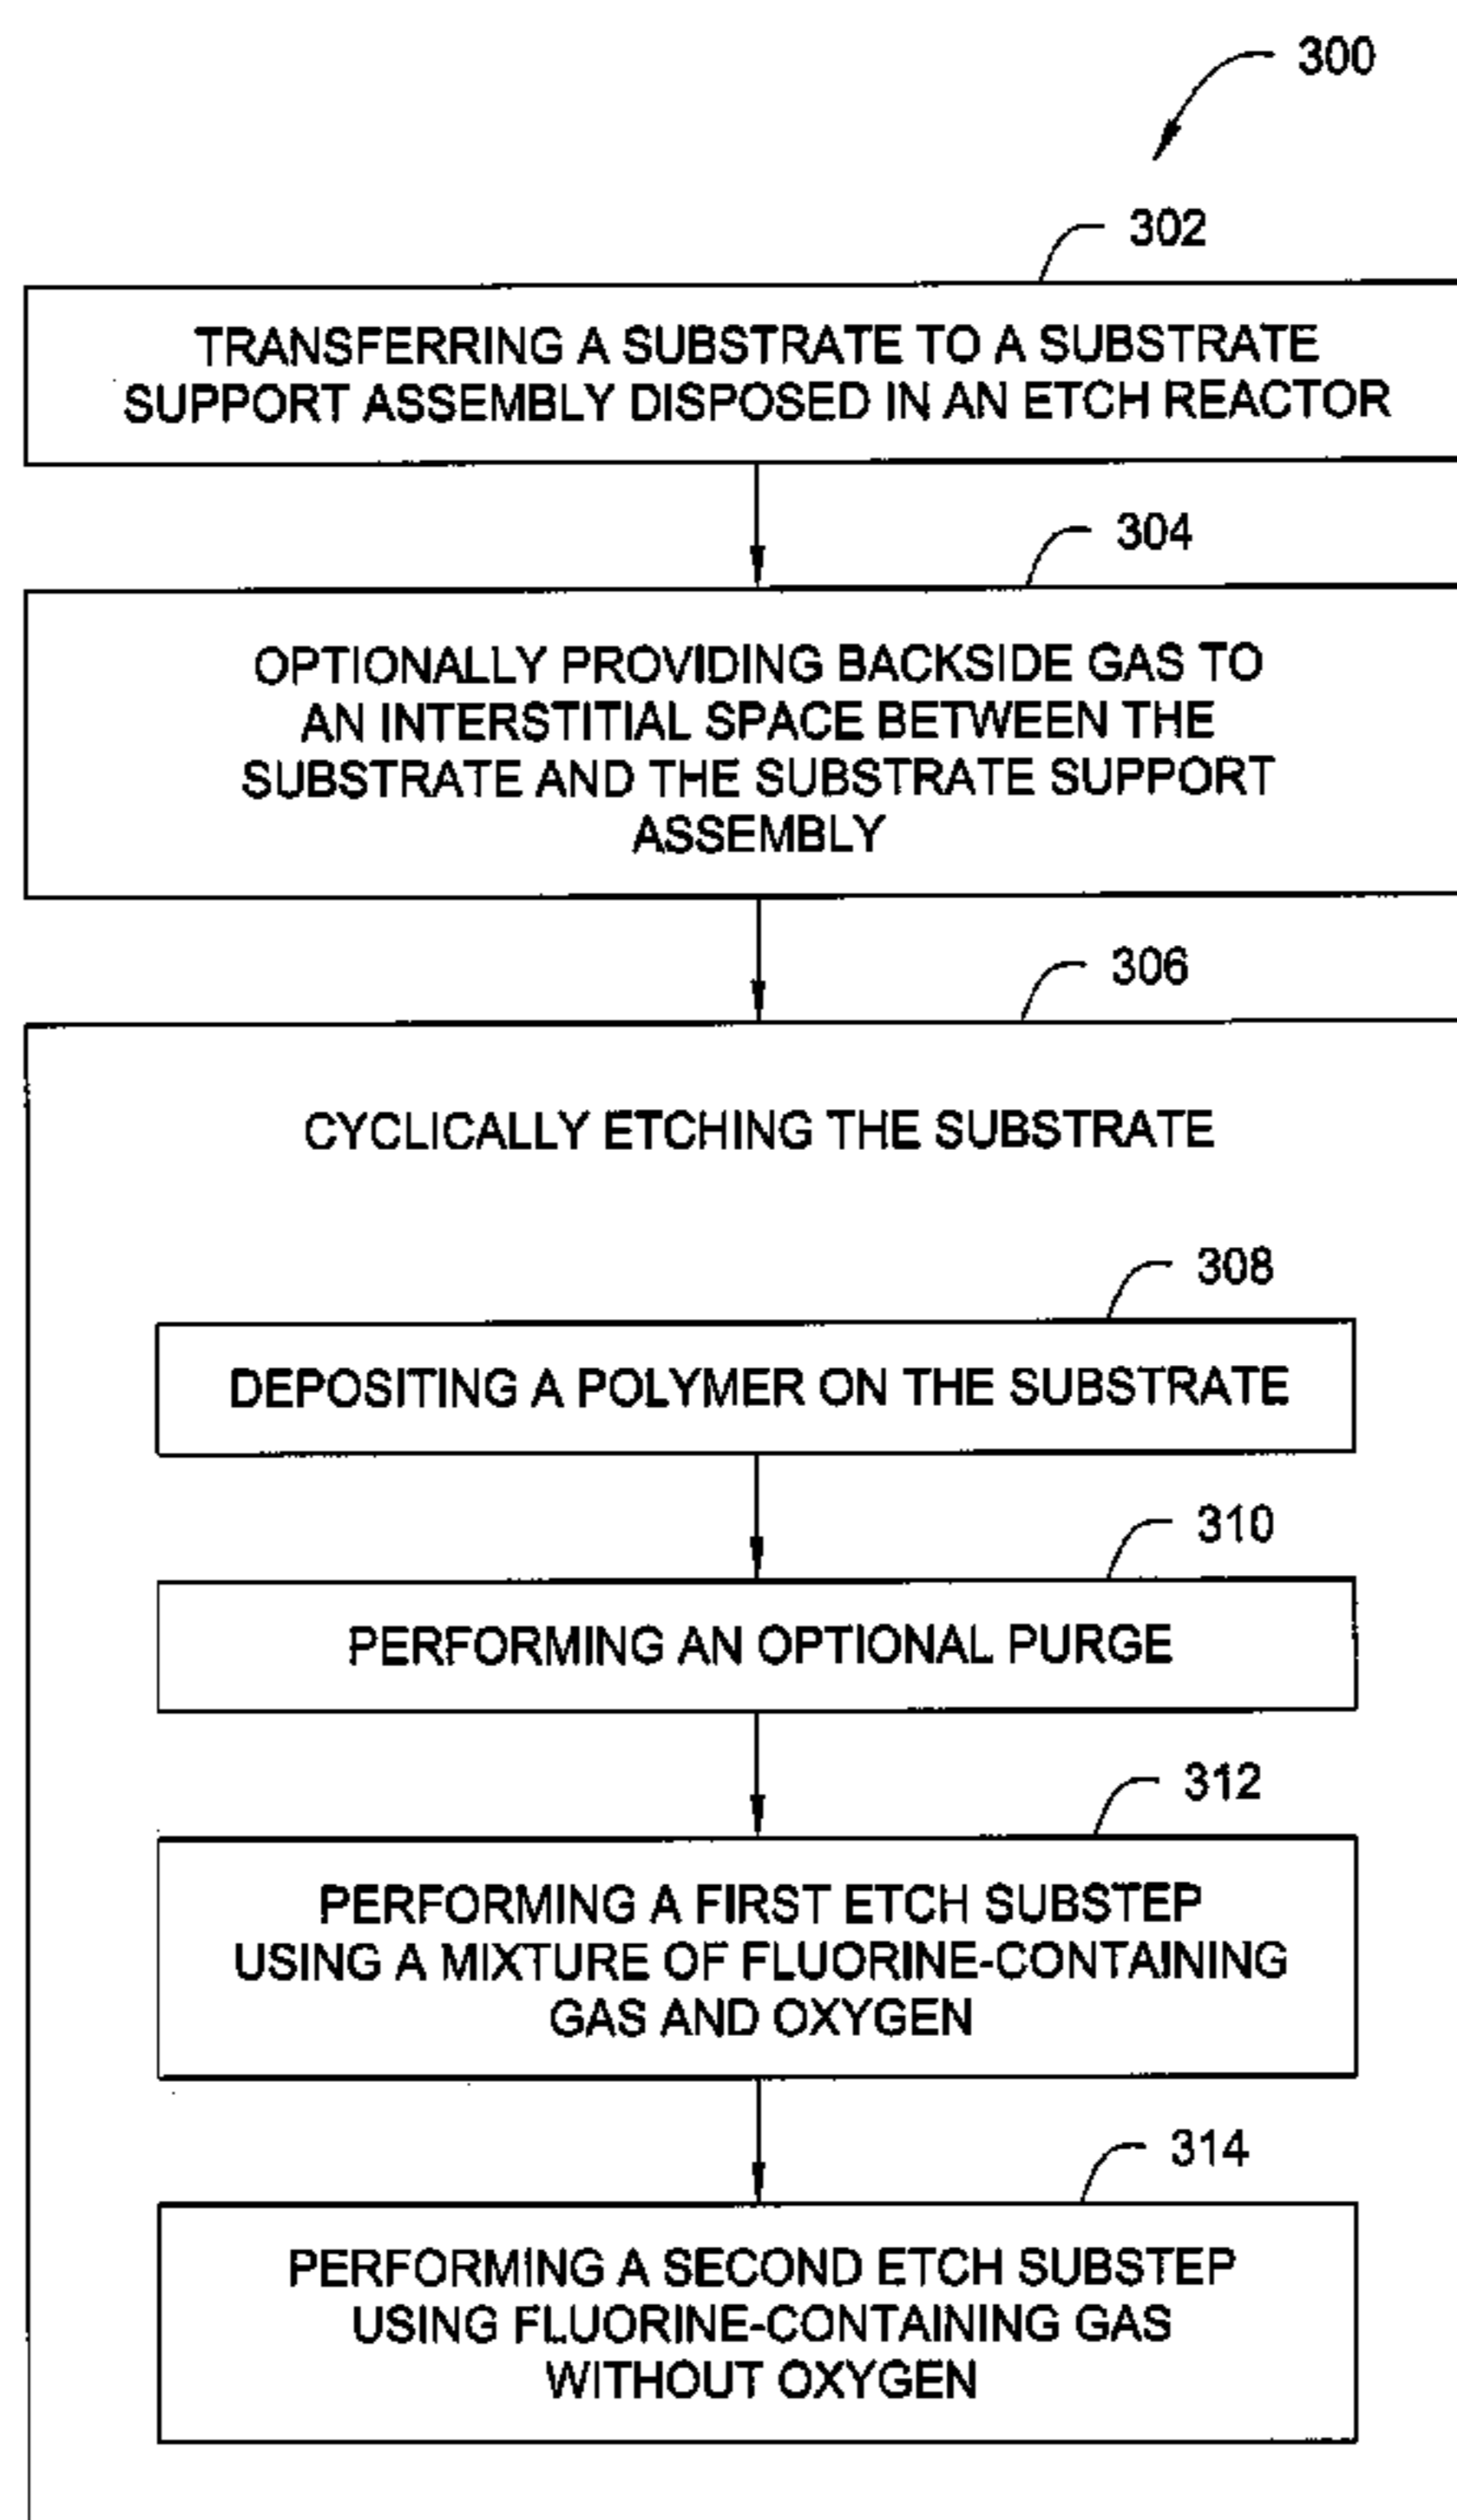 300
302
TRANSFERRING A SUBSTRATE TO A SUBSTRATE
SUPPORT ASSEMBLY DISPOSED IN AN ETCH REACTOR
304
OPTIONALLY PROVIDING BACKSIDE GAS TO
AN INTERSTITIAL SPACE BETWEEN THE
SUBSTRATE AND THE SUBSTRATE SUPPORT
ASSEMBLY
306
CYCLICALLY ETCHING THE SUBSTRATE
308
DEPOSITING A POLYMER ON THE SUBSTRATE
310
PERFORMING AN OPTIONAL PURGE
312
PERFORMING A FIRST ETCH SUBSTEP
USING A MIXTURE OF FLUORINE-CONTAINING
GAS AND OXYGEN
314
PERFORMING A SECOND ETCH SUBSTEP
USING FLUORINE-CONTAINING GAS
WITHOUT OXYGEN